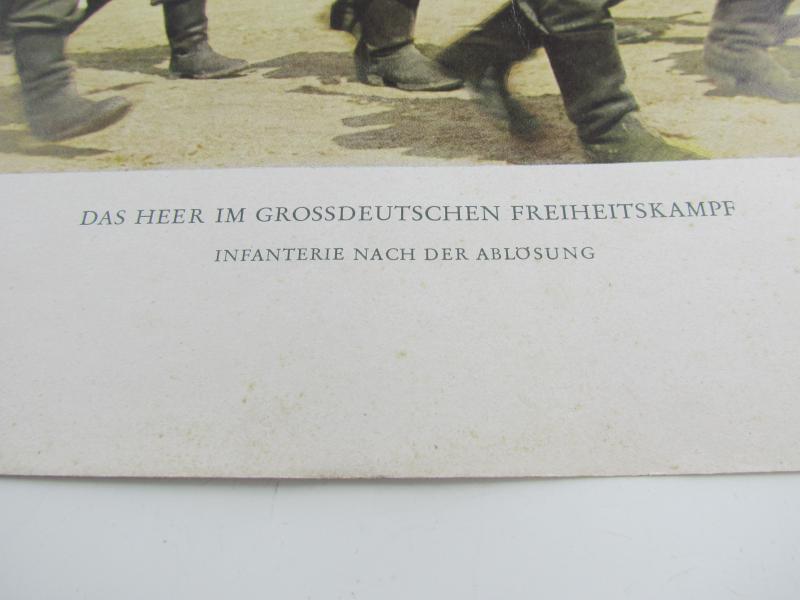 DAS HEER IM GROSSDEUTSCHEN FREIHEITSKAMPF
INFANTERIE NACH DER ABLÖSUNG